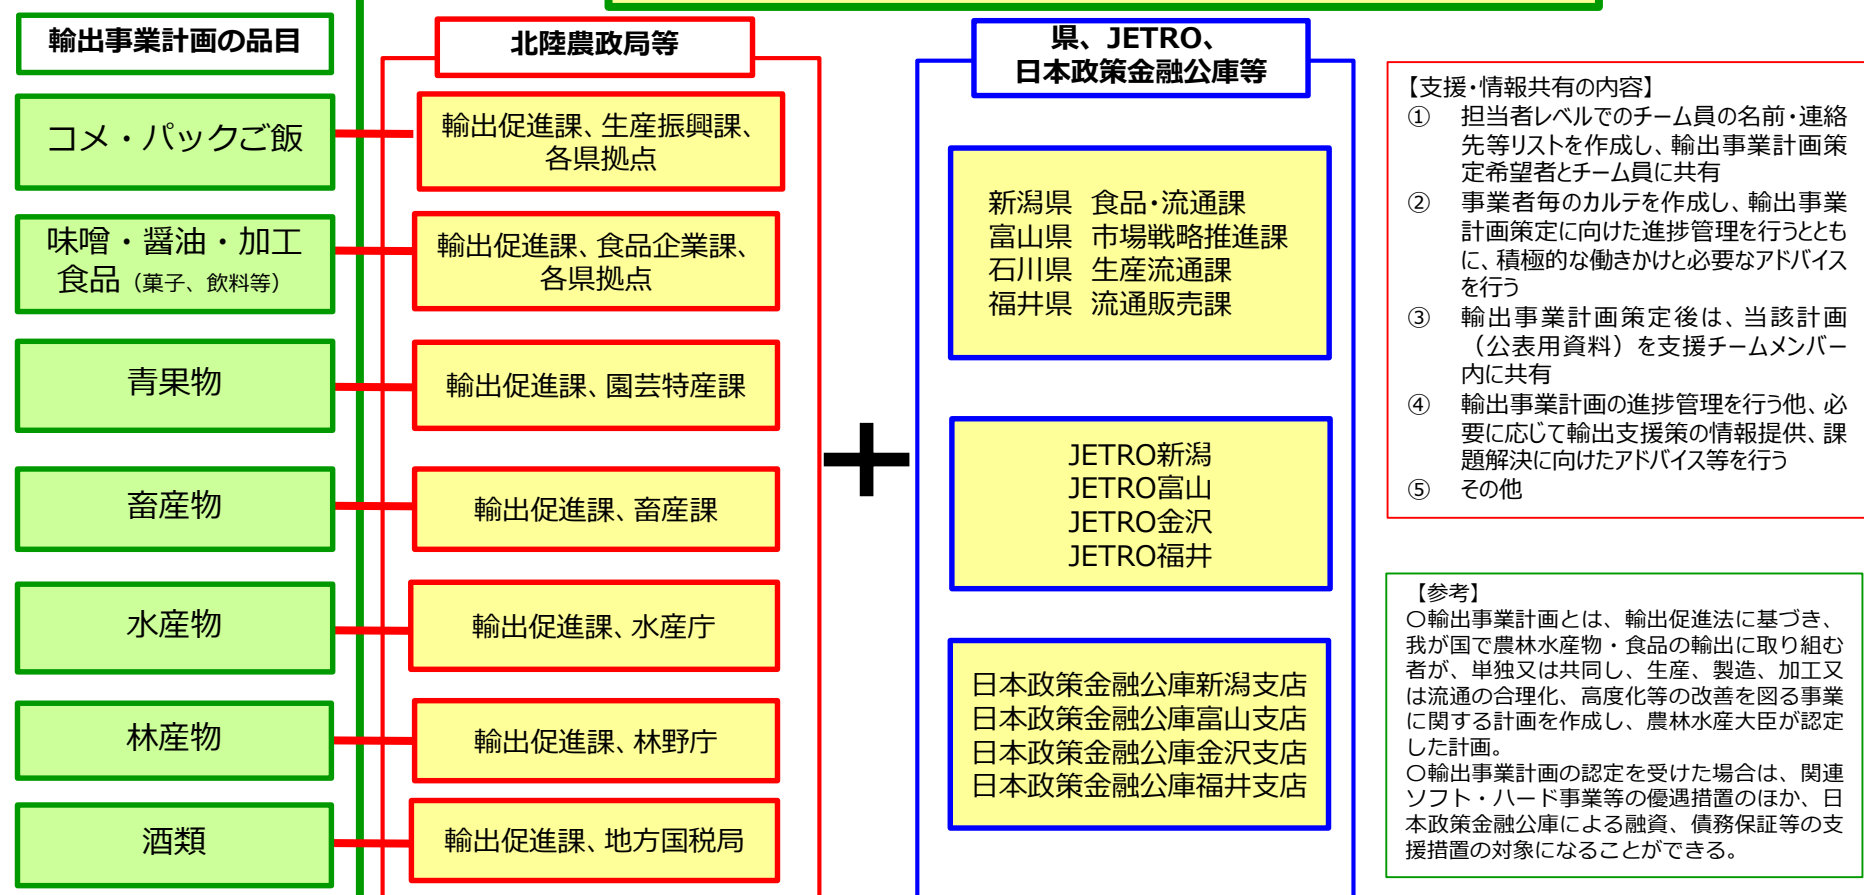 輸出事業計画の品目
コメ・パックご飯
味噌・醤油・加工
食品（菓子、飲料等）
青果物
畜産物
水産物
林産物
酒類
北陸農政局等
輸出促進課、生産振興課、
各県拠点
輸出促進課、食品企業課、
各県拠点
輸出促進課、園芸特産課
輸出促進課、畜産課
輸出促進課、水産庁
輸出促進課、林野庁
輸出促進課、地方国税局
＋
県、JETRO、
日本政策金融公庫等
新潟県　食品・流通課
富山県　市場戦略推進課
石川県　生産流通課
福井県　流通販売課
JETRO新潟
JETRO富山
JETRO金沢
JETRO福井
日本政策金融公庫新潟支店
日本政策金融公庫富山支店
日本政策金融公庫金沢支店
日本政策金融公庫福井支店
【支援・情報共有の内容】
①　担当者レベルでのチーム員の名前・連絡
先等リストを作成し、輸出事業計画策
定希望者とチーム員に共有
②　事業者毎のカルテを作成し、輸出事業
計画策定に向けた進捗管理を行うととも
に、積極的な働きかけと必要なアドバイス
を行う
③　輸出事業計画策定後は、当該計画
（公表用資料）を支援チームメンバー
内に共有
④　輸出事業計画の進捗管理を行う他、必
要に応じて輸出支援策の情報提供、課
題解決に向けたアドバイス等を行う
⑤　その他
【参考】
〇輸出事業計画とは、輸出促進法に基づき、
我が国で農林水産物・食品の輸出に取り組む
者が、単独又は共同し、生産、製造、加工又
は流通の合理化、高度化等の改善を図る事業
に関する計画を作成し、農林水産大臣が認定
した計画。
〇輸出事業計画の認定を受けた場合は、関連
ソフト・ハード事業等の優遇措置のほか、日
本政策金融公庫による融資、債務保証等の支
援措置の対象になることができる。